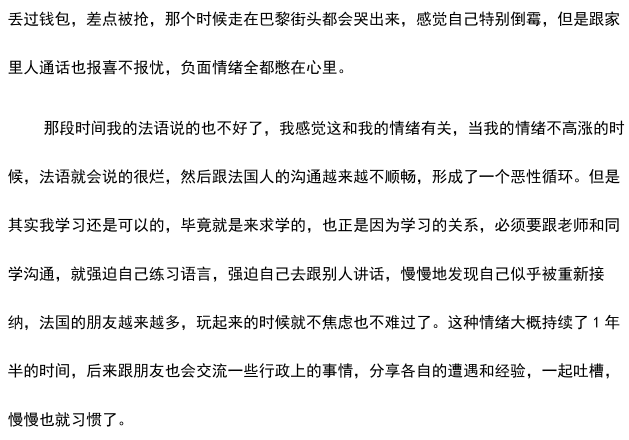 丢过钱包，差点被抢，那个时候走在巴黎街头都会哭出来，感觉自己特别倒霉，但是跟家
里人通话也报喜不报忧，负面情绪全都憋在心里。
那段时间我的法语说的也不好了，我感觉这和我的情绪有关，当我的情绪不高涨的时
候，法语就会说的很烂，然后跟法国人的沟通越来越不顺畅，形成了一个恶性循环。但是
其实我学习还是可以的，毕竟就是来求学的，也正是因为学习的关系，必须要跟老师和同
学沟通，就强迫自己练习语言，强迫自己去跟别人讲话，慢慢地发现自己似乎被重新接
纳，法国的朋友越来越多，玩起来的时候就不焦虑也不难过了。这种情绪大概持续了1年
半的时间，后来跟朋友也会交流一些行政上的事情，分享各自的遭遇和经验，一起吐槽，
慢慢也就习惯了。